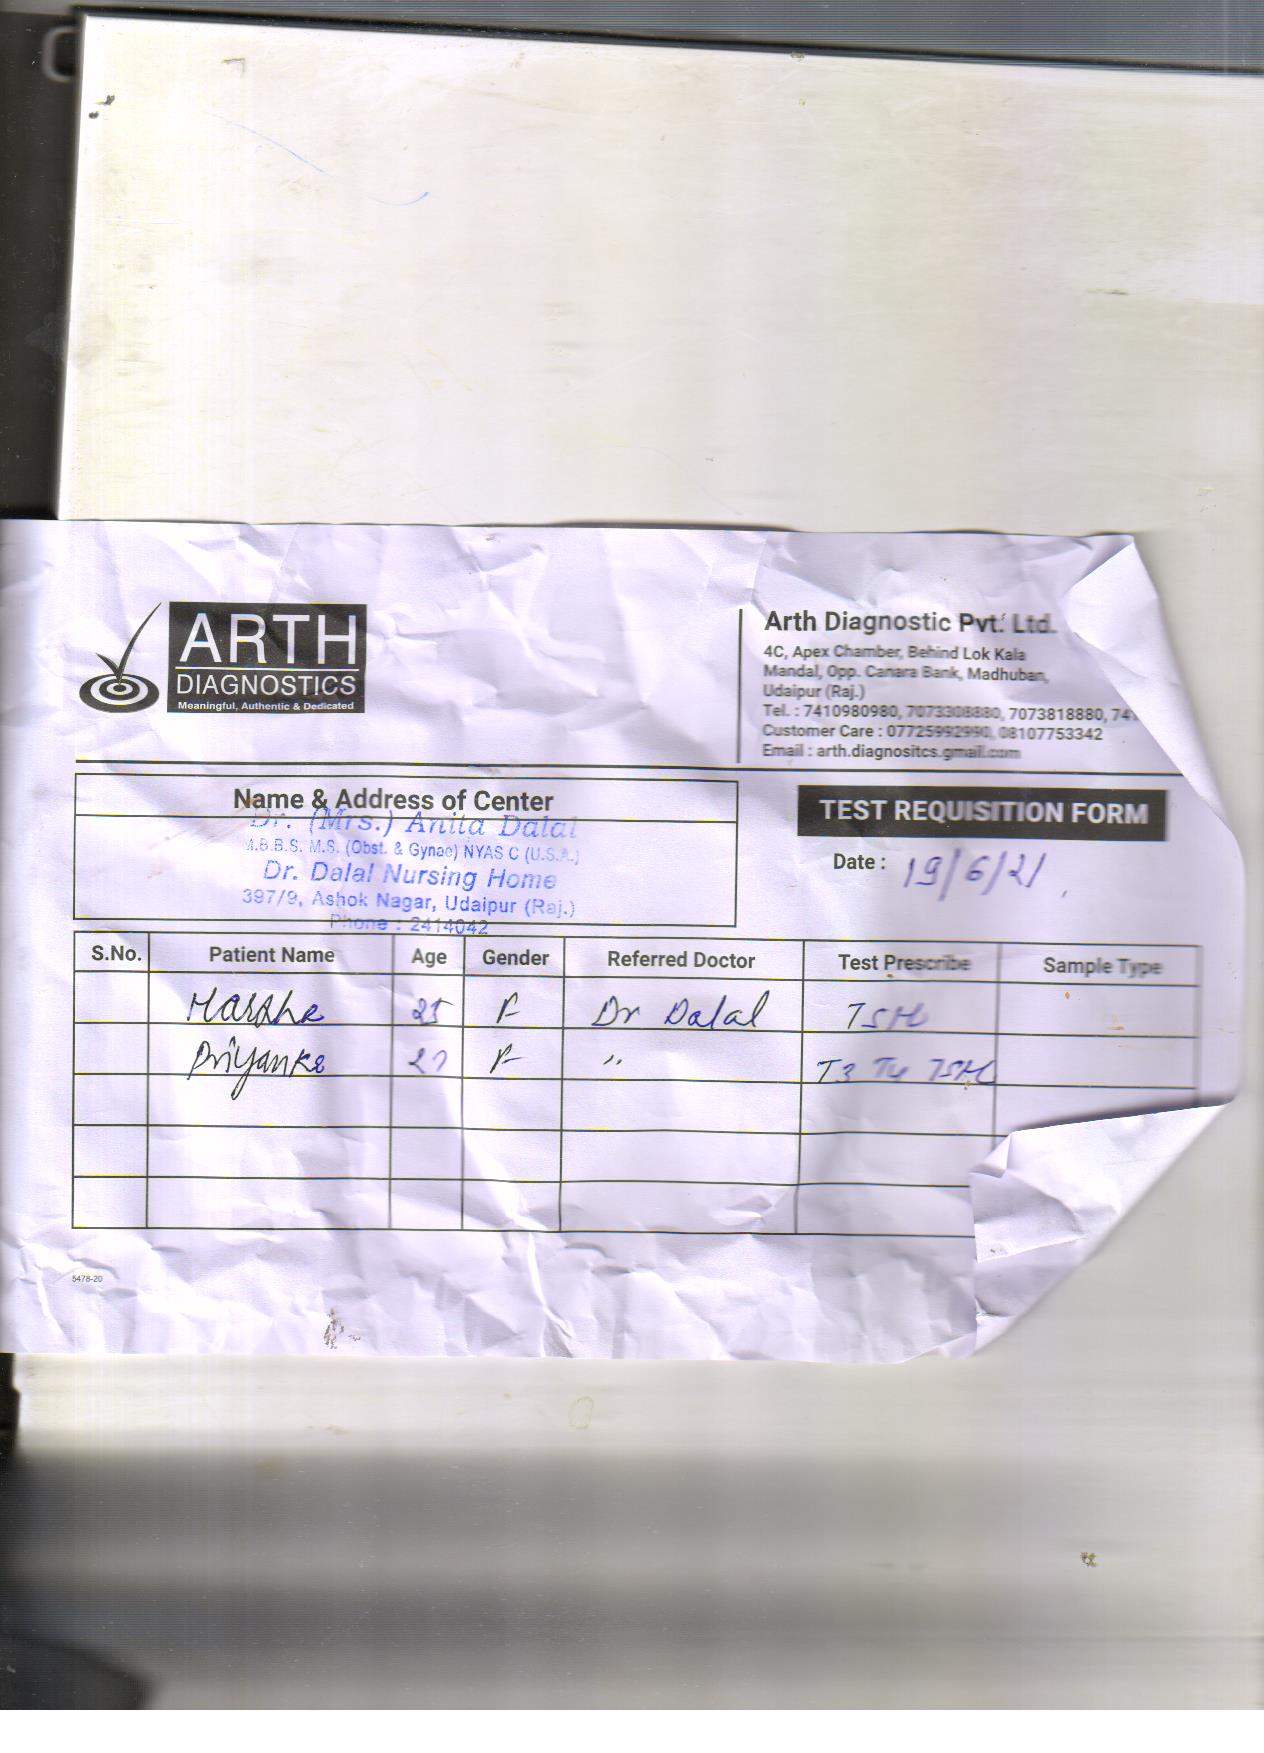 ARTH
DIAGNOSTICS
Meaningful, Authentic & Dedicated
Arth Diagnostic Pvt. Ltd.
4C, Apex Chamber, Behind Lok Kala
Mandal, Opp. Canara Bank, Madhuban,
Udaipur (Raj.)
Tel. : 7410980980, 7073308880, 7073818880,
Customer Care : 07725992990, 08107753342
Email : arth.diagnositcs.gmail.com
Name & Address of Center
Dr. (Mrs.) Anita Dalal
M.B.B.S. M.S. (Obst. & Gynae) NYAS C (U.S.A.)
Dr. Dalal Nursing Home
397/9, Ashok Nagar, Udaipur (Raj.)
Phone : 2414042
TEST REQUISITION FORM
Date : 19/6/21
S.No. Patient Name Age Gender Referred Doctor Test Prescribe Sample Type
Harshe 25 F Dr Dalal TSH
Priyanke 27 F " T3 T4 TSH
5478-20